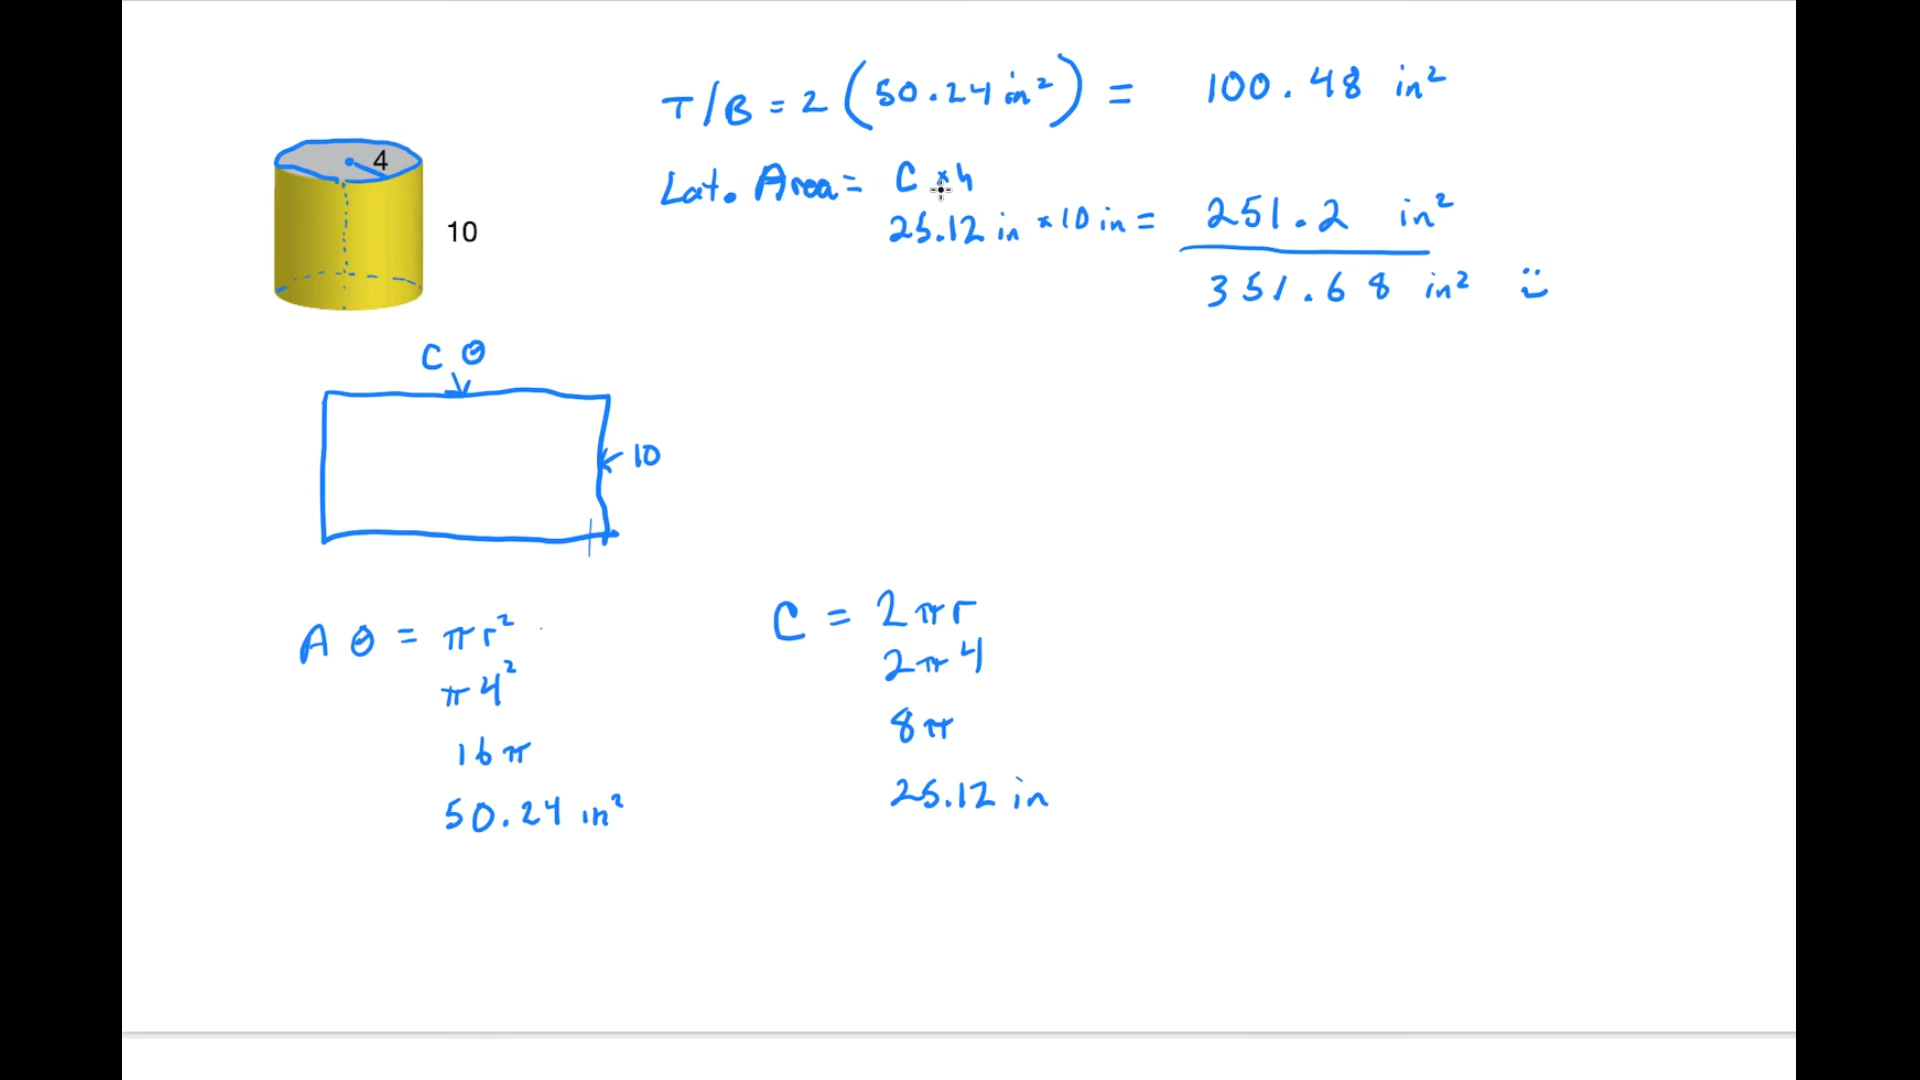 T/B = 2 (50.24 in²) = 100.48 in²
4
Lat. Area = C × h
10
25.12 in × 10 in = 251.2 in²
351.68 in²
C
10
A = πr²
π4²
16π
50.24 in²
C = 2πr
2π4
8π
25.12 in